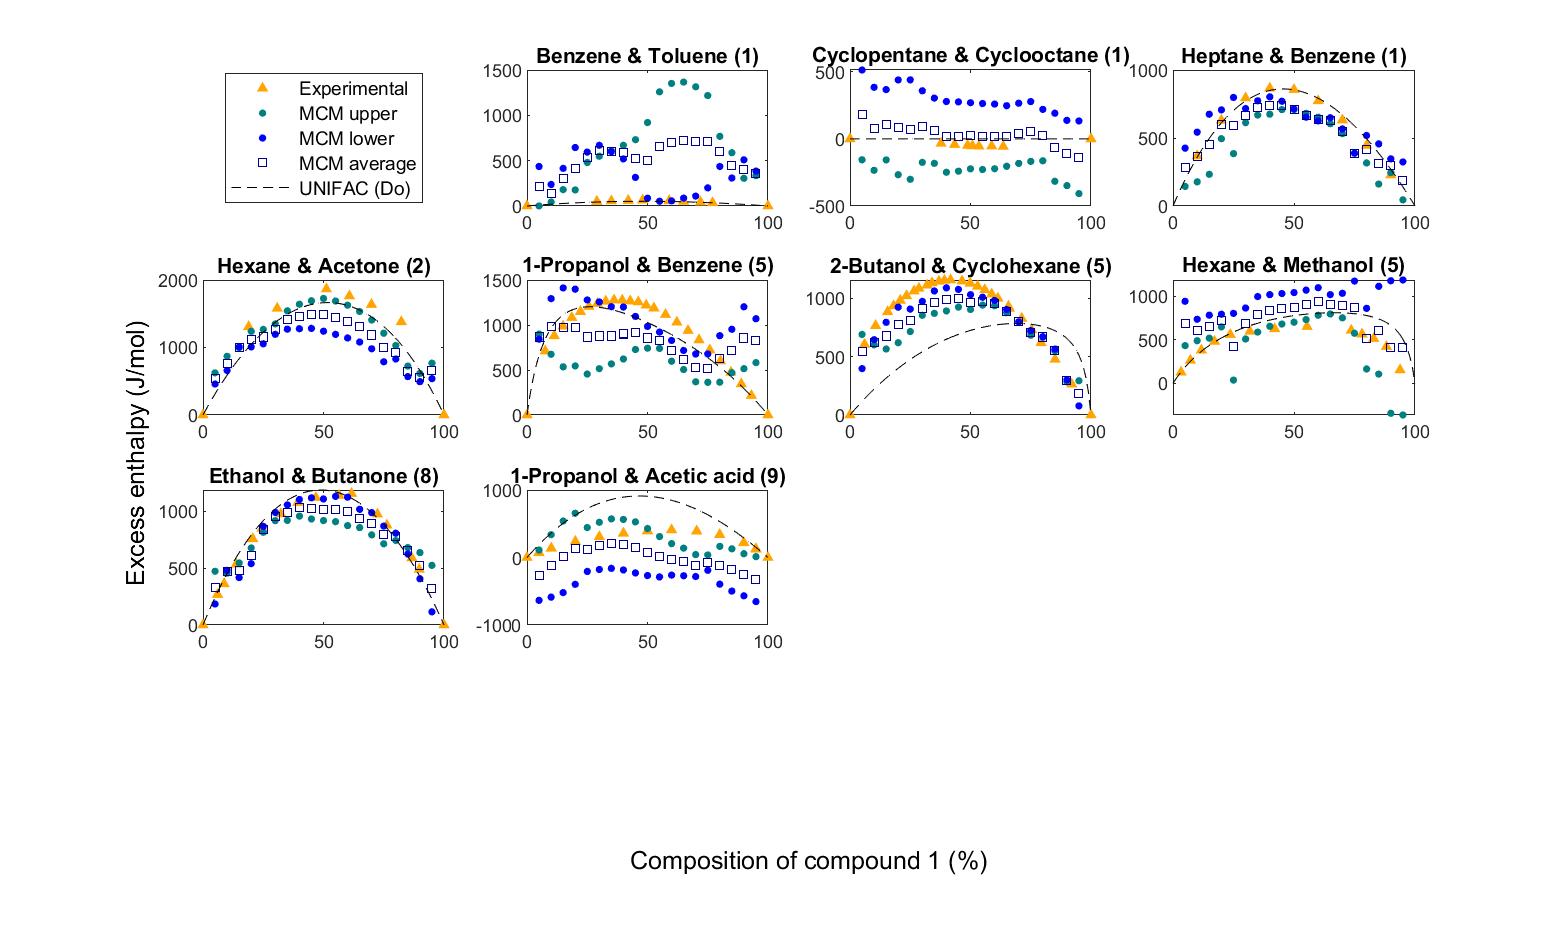 Experimental
MCM upper
MCM lower
MCM average
UNIFAC (Do)
Benzene & Toluene (1)
1500
1000
500
0
0 50 100
Cyclopentane & Cyclooctane (1)
500
0
-500
0 50 100
Heptane & Benzene (1)
1000
500
0
0 50 100
Hexane & Acetone (2)
2000
1000
0
0 50 100
1-Propanol & Benzene (5)
1500
1000
500
0
0 50 100
2-Butanol & Cyclohexane (5)
1000
500
0
0 50 100
Hexane & Methanol (5)
1000
500
0
0 50 100
Ethanol & Butanone (8)
1000
500
0
0 50 100
1-Propanol & Acetic acid (9)
1000
0
-1000
0 50 100
Excess enthalpy (J/mol)
Composition of compound 1 (%)